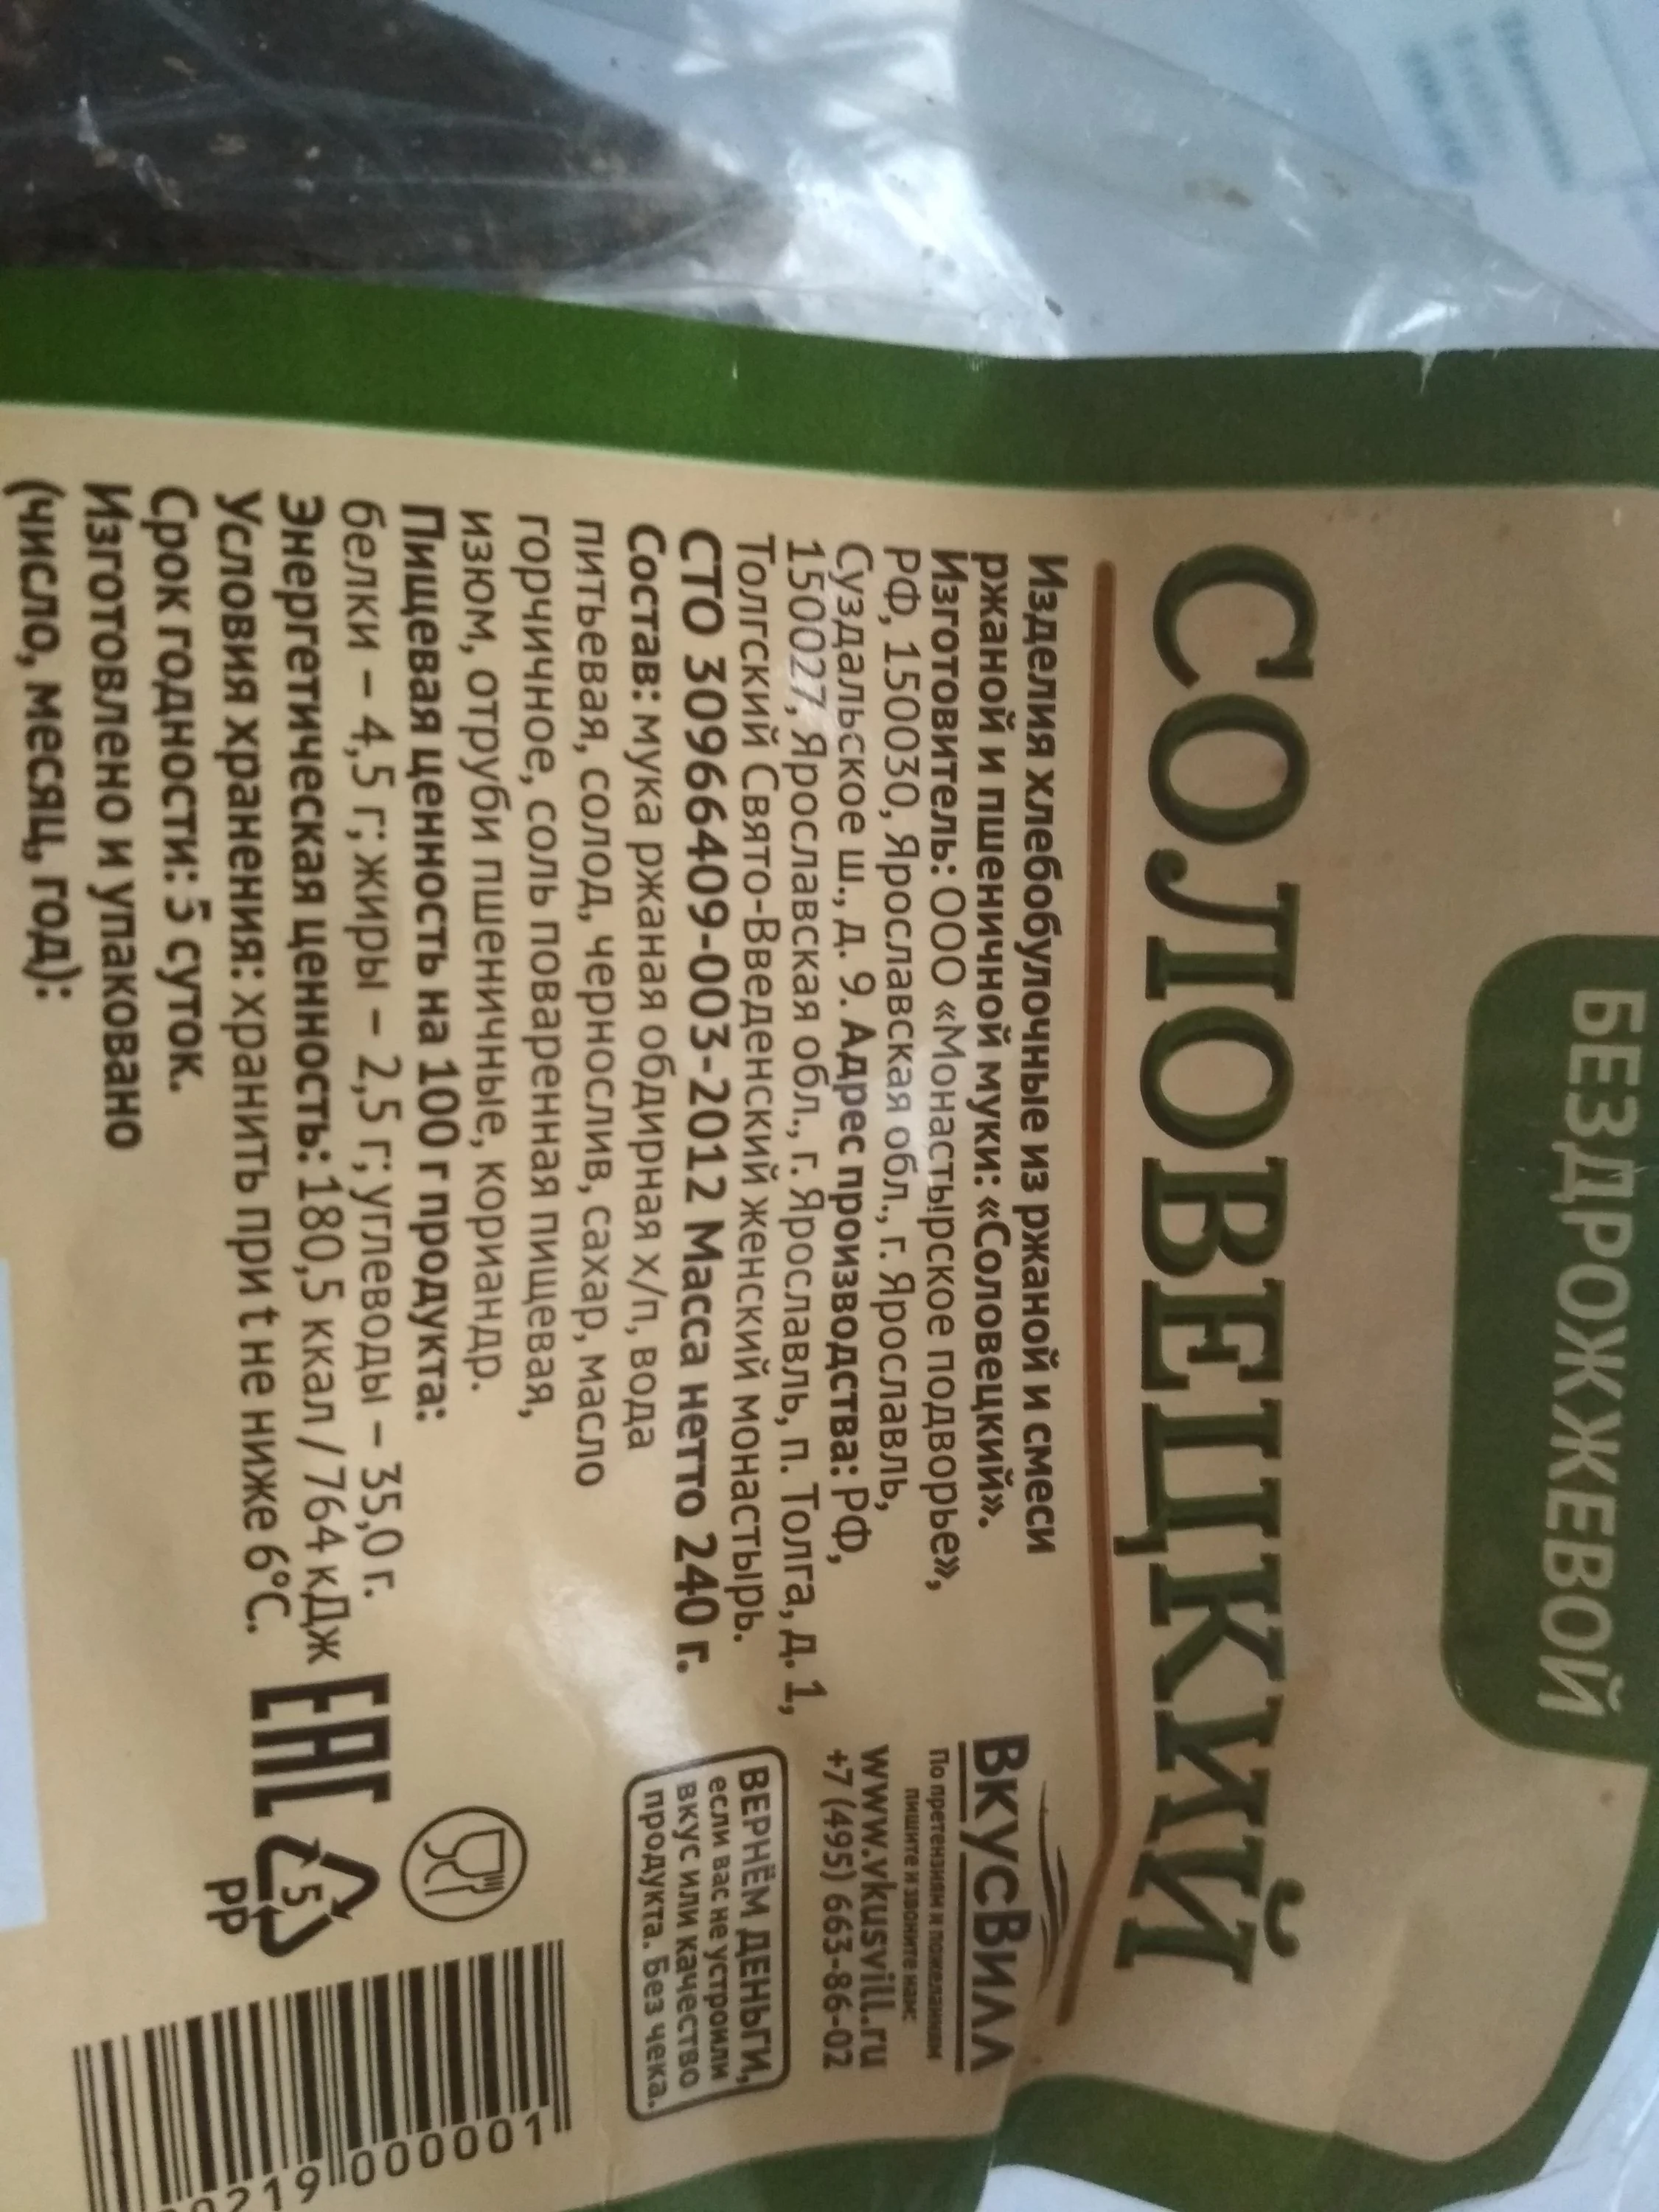 БЕЗДРОЖЖЕВОЙ
СОЛОВЕЦКИЙ
Изделия хлебобулочные из ржаной и смеси
ржаной и пшеничной муки: «Соловецкий».
Изготовитель: ООО «Монастырское подворье»,
РФ, 150030, Ярославская обл., г. Ярославль,
Суздальское ш., д. 9. Адрес производства: РФ,
150027, Ярославская обл., г. Ярославль, п. Толга, д. 1,
Толгский Свято-Введенский женский монастырь.
СТО 30966409-003-2012 Масса нетто 240 г.
Состав: мука ржаная обдирная х/п, вода
питьевая, солод, чернослив, сахар, масло
горчичное, соль поваренная пищевая,
изюм, отруби пшеничные, кориандр.
Пищевая ценность на 100 г продукта:
белки – 4,5 г; жиры – 2,5 г; углеводы – 35,0 г.
Энергетическая ценность: 180,5 ккал / 764 кДж
Условия хранения: хранить при t не ниже 6°С.
Срок годности: 5 суток.
Изготовлено и упаковано
(число, месяц, год):
ВКУСВИЛЛ
По претензиям и пожеланиям
пишите и звоните нам:
www.vkusvill.ru
+7 (495) 663-86-02
ВЕРНЁМ ДЕНЬГИ,
если вас не устроили
вкус или качество
продукта. Без чека.
ЕАС
5
PP
0219 000001